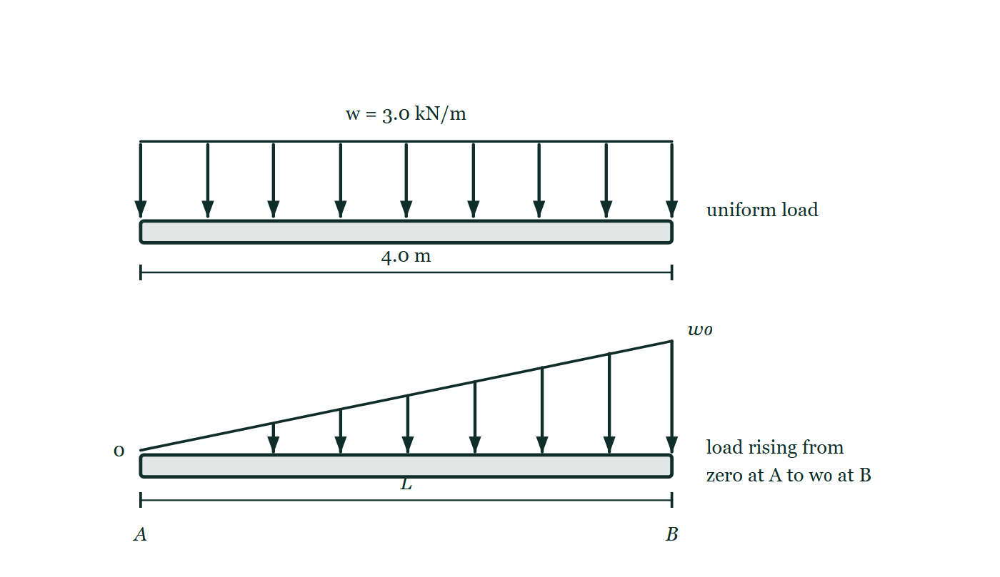 w = 3.0 kN/m
uniform load
4.0 m
w₀
0
load rising from
zero at A to w₀ at B
L
A
B